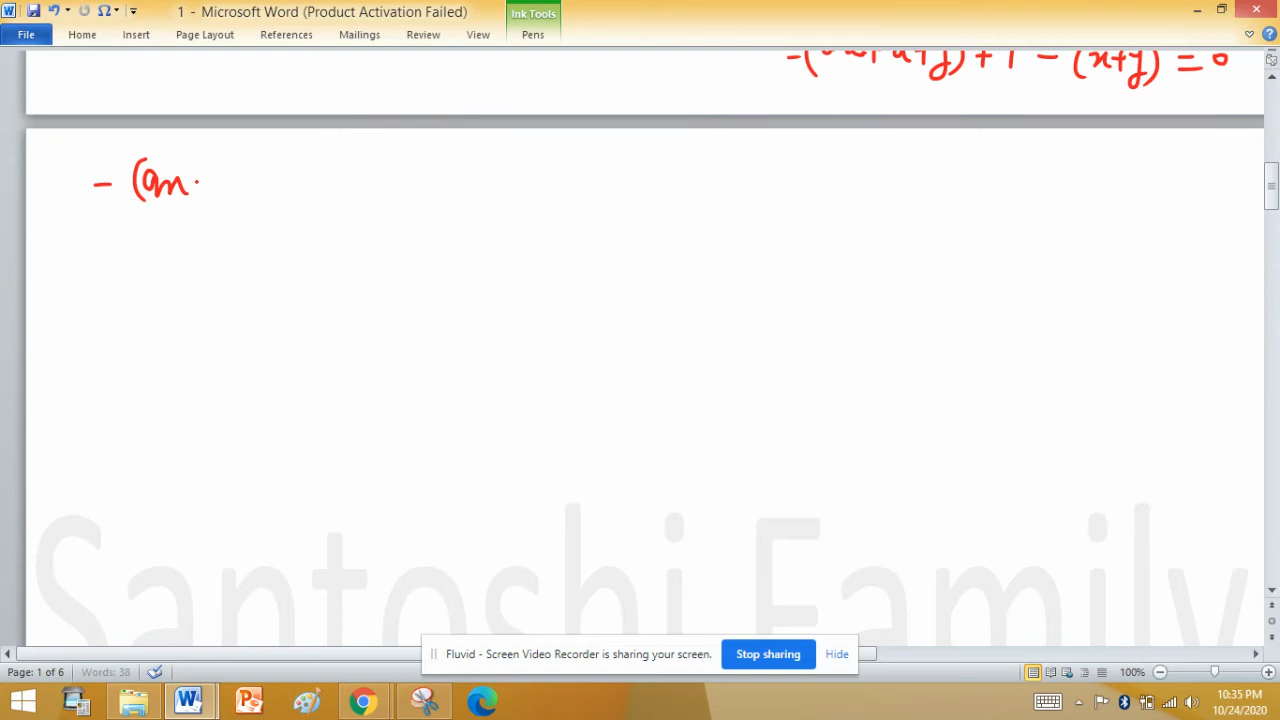 1 - Microsoft Word (Product Activation Failed)
Ink Tools
File Home Insert Page Layout References Mailings Review View Pens
+ 1 - (x+y) = 0
- (am
Santoshi Family
Fluvid - Screen Video Recorder is sharing your screen. Stop sharing Hide
Page: 1 of 6 Words: 38 100%
10:35 PM
10/24/2020